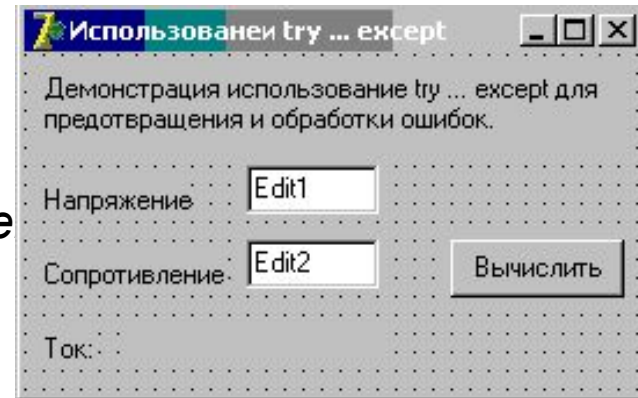 Использованеи try ... except
Демонстрация использование try ... except для
предотвращения и обработки ошибок.
Напряжение
Edit1
е
Сопротивление
Edit2
Вычислить
Ток: